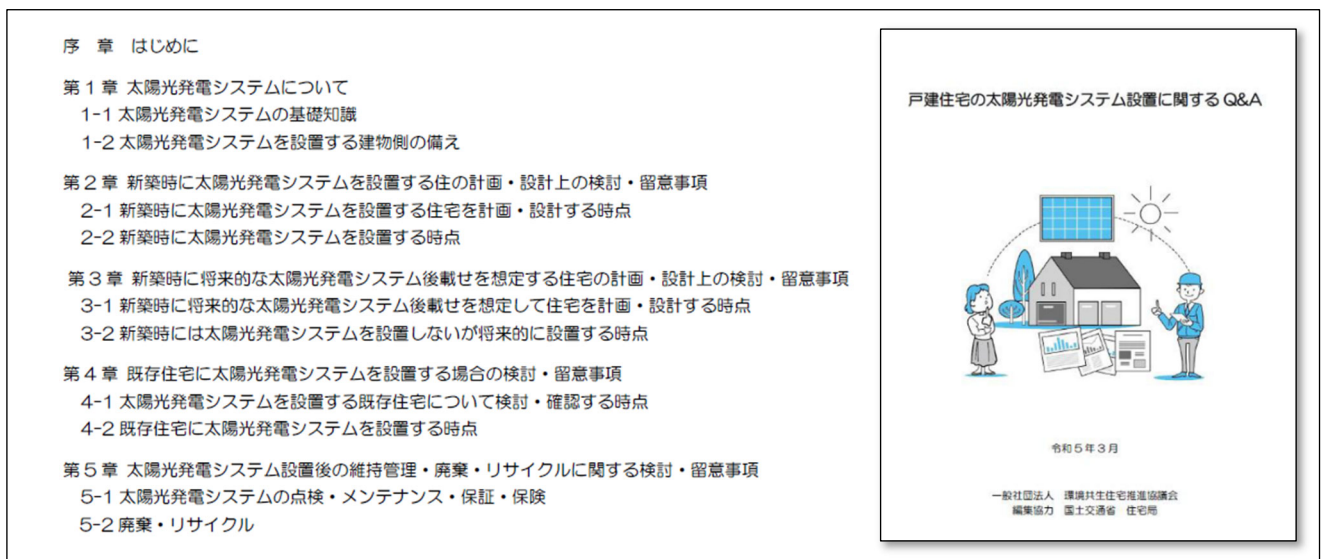 序 章 はじめに
第1章 太陽光発電システムについて
1-1 太陽光発電システムの基礎知識
1-2 太陽光発電システムを設置する建物側の備え
第2章 新築時に太陽光発電システムを設置する住の計画・設計上の検討・留意事項
2-1 新築時に太陽光発電システムを設置する住宅を計画・設計する時点
2-2 新築時に太陽光発電システムを設置する時点
第3章 新築時に将来的な太陽光発電システム後載せを想定する住宅の計画・設計上の検討・留意事項
3-1 新築時に将来的な太陽光発電システム後載せを想定して住宅を計画・設計する時点
3-2 新築時には太陽光発電システムを設置しないが将来的に設置する時点
第4章 既存住宅に太陽光発電システムを設置する場合の検討・留意事項
4-1 太陽光発電システムを設置する既存住宅について検討・確認する時点
4-2 既存住宅に太陽光発電システムを設置する時点
第5章 太陽光発電システム設置後の維持管理・廃棄・リサイクルに関する検討・留意事項
5-1 太陽光発電システムの点検・メンテナンス・保証・保険
5-2 廃棄・リサイクル
戸建住宅の太陽光発電システム設置に関するQ&A
令和5年3月
一般社団法人 環境共生住宅推進協議会
編集協力 国土交通省 住宅局